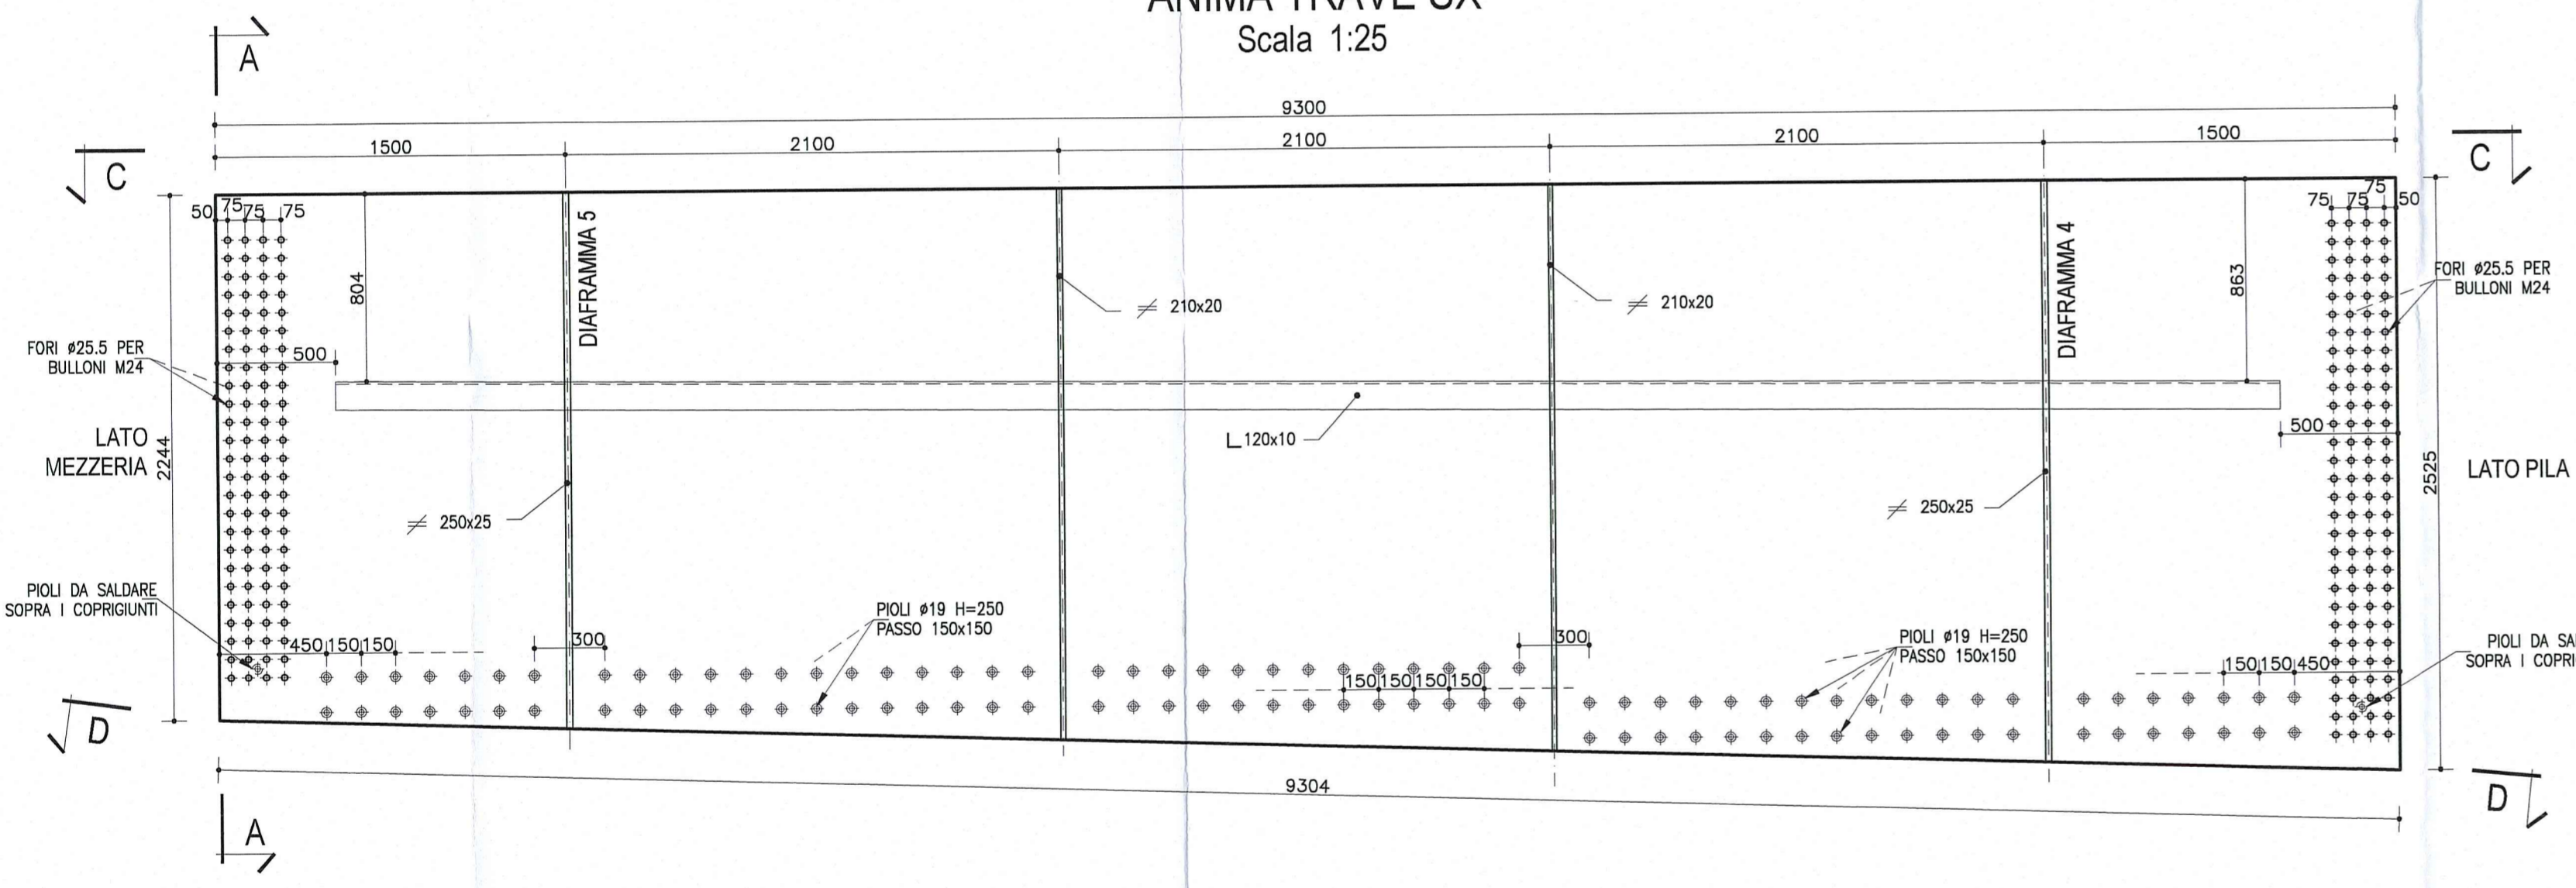 ANIMA TRAVE SX
Scala 1:25
A
9300
1500
2100
2100
2100
1500
C
C
50
75
75
75
75
75
75
50
DIAFRAMMA 5
DIAFRAMMA 4
804
863
210x20
210x20
FORI ø25.5 PER
BULLONI M24
FORI ø25.5 PER
BULLONI M24
500
500
LATO
MEZZERIA
2244
L 120x10
2525
LATO PILA
250x25
250x25
PIOLI DA SALDARE
SOPRA I COPRIGIUNTI
PIOLI ø19 H=250
PASSO 150x150
PIOLI ø19 H=250
PASSO 150x150
PIOLI DA
SOPRA I
450
150
150
300
300
150
150
150
150
150
150
450
D
D
9304
A